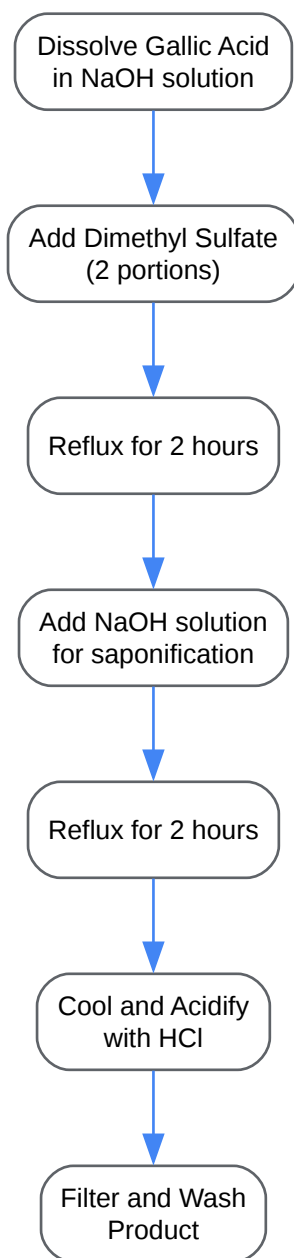 Dissolve Gallic Acid
in NaOH solution
Add Dimethyl Sulfate
(2 portions)
Reflux for 2 hours
Add NaOH solution
for saponification
Reflux for 2 hours
Cool and Acidify
with HCl
Filter and Wash
Product